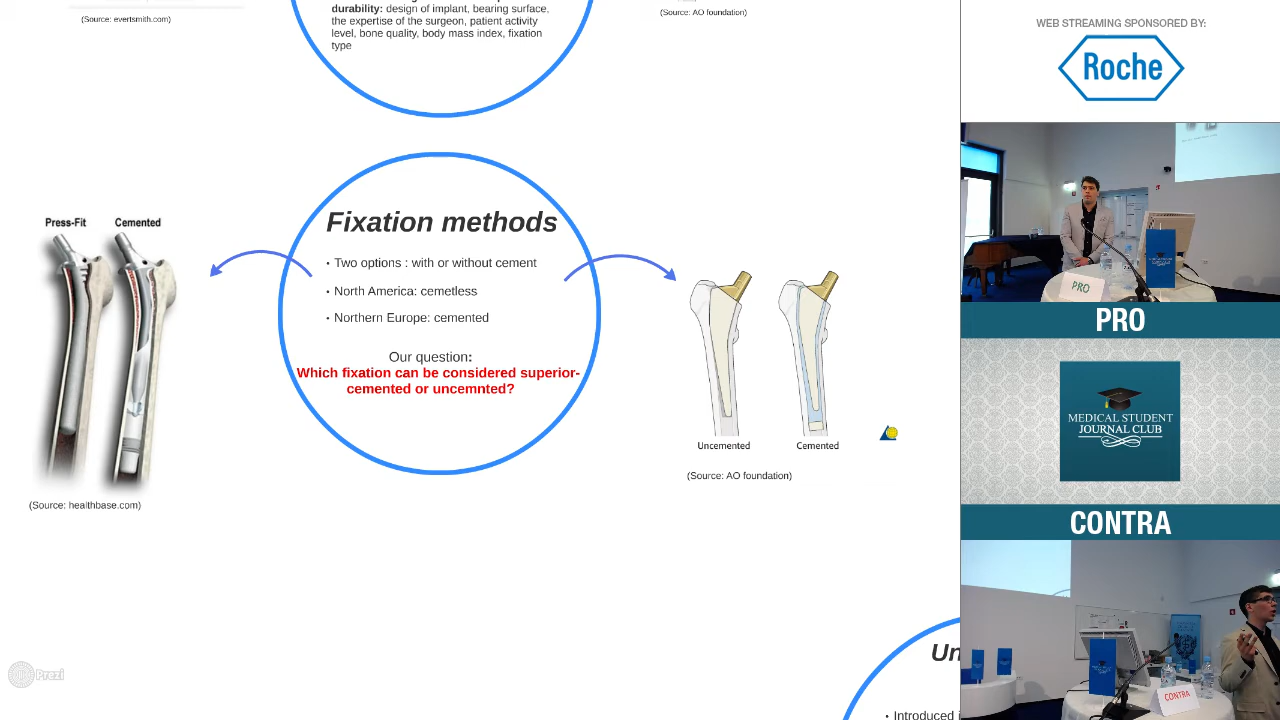 (Source: evertsmith.com)
durability: design of implant, bearing surface,
the expertise of the surgeon, patient activity
level, bone quality, body mass index, fixation
type
(Source: AO foundation)
Press-Fit
Cemented
(Source: healthbase.com)
Fixation methods
• Two options : with or without cement
• North America: cemetless
• Northern Europe: cemented
Our question:
Which fixation can be considered superior-
cemented or uncemnted?
Uncemented
Cemented
(Source: AO foundation)
Un
• Introduced i
Prezi
WEB STREAMING SPONSORED BY:
Roche
PRO
PRO
MEDICAL STUDENT
JOURNAL CLUB
CONTRA
CONTRA